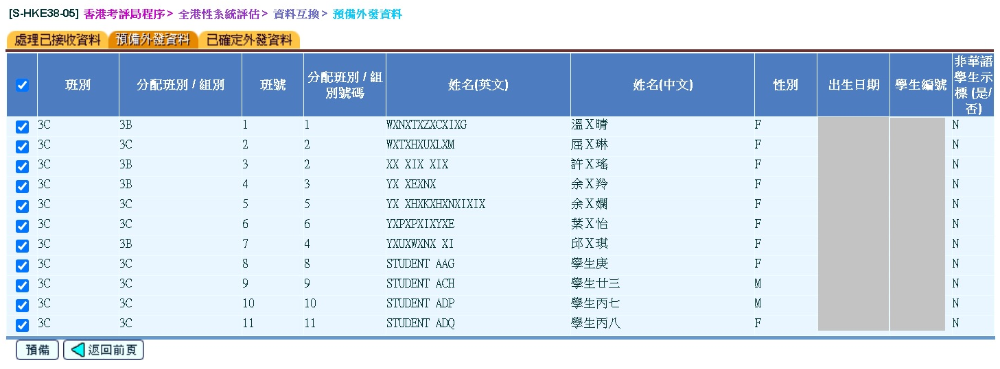 [S-HKE38-05] 香港考評局程序> 全港性系統評估> 資料互換> 預備外發資料
處理已接收資料 預備外發資料 已確定外發資料
班別 分配班別 / 組別 班號 分配班別 / 組別號碼 姓名(英文) 姓名(中文) 性別 出生日期 學生編號 非華語學生示標 (是/否)
3C 3B 1 1 WXNXTXZXCXIXG 溫X晴 F N
3C 3C 2 2 WXTXHXUXLXM 屈X琳 F N
3C 3B 3 2 XX XIX XIX 許X瑤 F N
3C 3B 4 3 YX XEXNX 余X羚 F N
3C 3C 5 5 YX XHXKXHXNXIXIX 余X嫻 F N
3C 3C 6 6 YXPXPXIXYXE 葉X怡 F N
3C 3B 7 4 YXUXWXNX XI 邱X琪 F N
3C 3C 8 8 STUDENT AAG 學生庚 F N
3C 3C 9 9 STUDENT ACH 學生廿三 M N
3C 3C 10 10 STUDENT ADP 學生丙七 M N
3C 3C 11 11 STUDENT ADQ 學生丙八 F N
預備 返回前頁